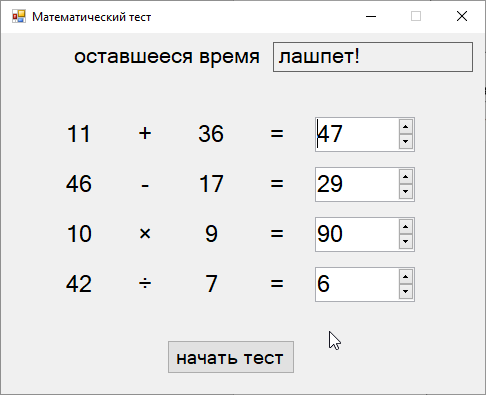 Математический тест
оставшееся время лашпет!
11 + 36 = 47
46 - 17 = 29
10 × 9 = 90
42 ÷ 7 = 6
начать тест